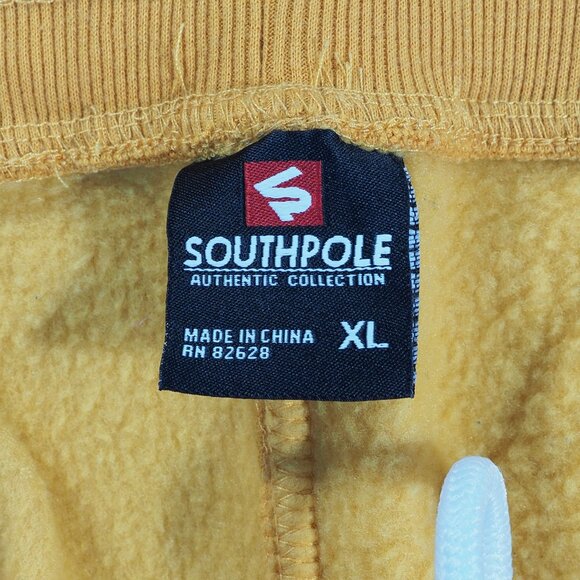 SOUTHPOLE
AUTHENTIC COLLECTION
MADE IN CHINA XL
RN 82628